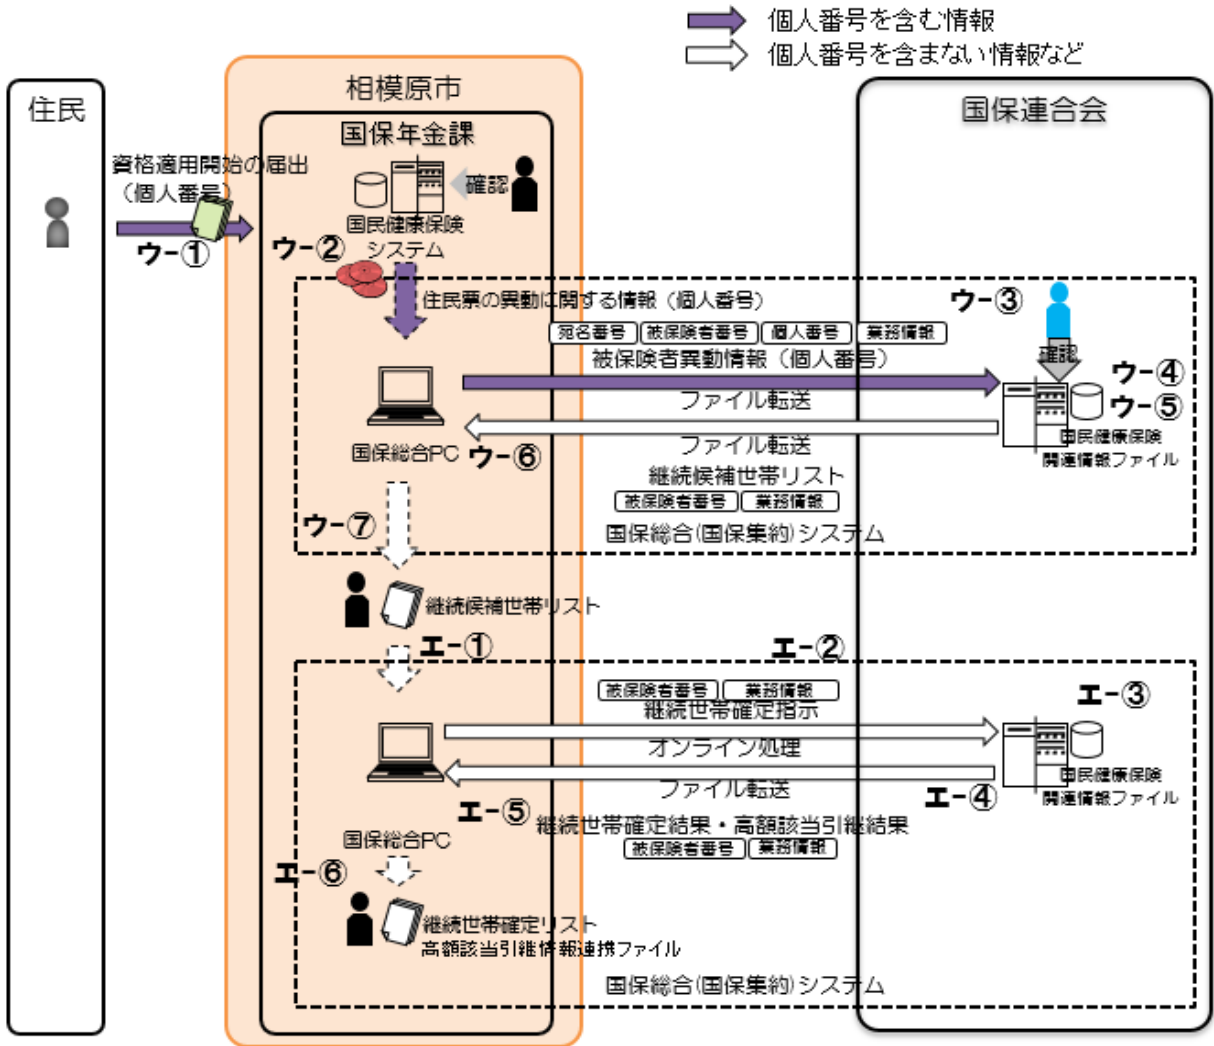 個人番号を含む情報
個人番号を含まない情報など
住民
相模原市
国保連合会
国保年金課
資格適用開始の届出
(個人番号)
確認
国民健康保険
システム
ウー①
ウー②
住民票の異動に関する情報(個人番号)
ウー③
宛名番号 被保険者番号 個人番号 業務情報
確認
被保険者異動情報(個人番号)
ウー④
ファイル転送
ウー⑤
ファイル転送
国民健康保険
関連情報ファイル
国保総合PC
ウー⑥
継続候補世帯リスト
被保険者番号 業務情報
ウー⑦
国保総合(国保集約)システム
継続候補世帯リスト
エー①
エー②
被保険者番号 業務情報
エー③
継続世帯確定指示
オンライン処理
国民健康保険
関連情報ファイル
ファイル転送
エー④
エー⑤
継続世帯確定結果・高額該当引継結果
国保総合PC
被保険者番号 業務情報
エー⑥
継続世帯確定リスト
高額該当引継情報連携ファイル
国保総合(国保集約)システム